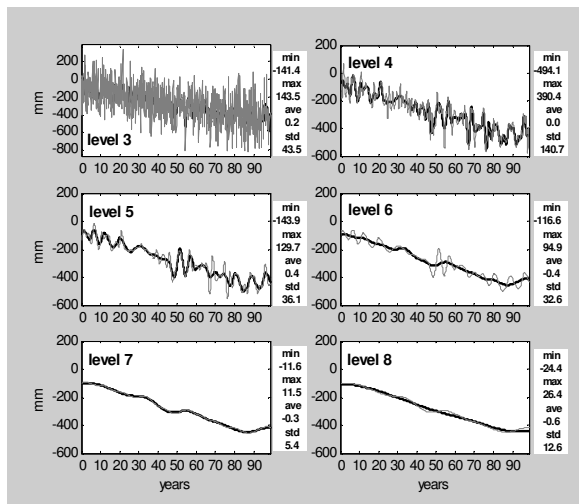 200
0
-200
-400
-600
-800
mm
level 3
10 20 30 40 50 60 70 80 90
min
-141.4
max
143.5
ave
0.2
std
43.5
200
0
-200
-400
-600
level 4
0 10 20 30 40 50 60 70 80 90
min
-494.1
max
390.4
ave
0.0
std
140.7
200
0
-200
-400
-600
mm
level 5
0 10 20 30 40 50 60 70 80 90
years
min
-143.9
max
129.7
ave
0.4
std
36.1
200
0
-200
-400
-600
level 6
0 10 20 30 40 50 60 70 80 90
years
min
-116.6
max
94.9
ave
-0.4
std
32.6
200
0
-200
-400
-600
mm
level 7
0 10 20 30 40 50 60 70 80 90
years
min
-11.6
max
11.5
ave
-0.3
std
5.4
200
0
-200
-400
-600
level 8
0 10 20 30 40 50 60 70 80 90
years
min
-24.4
max
26.4
ave
-0.6
std
12.6